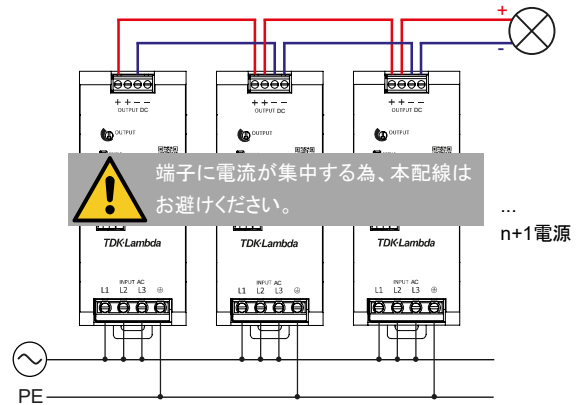 +
-
+ + - -
OUTPUT DC
OUTPUT
+ + - -
OUTPUT DC
OUTPUT
+ + - -
OUTPUT DC
OUTPUT
端子に電流が集中する為、本配線は
お避けください。
...
n+1電源
TDK·Lambda
TDK·Lambda
TDK·Lambda
INPUT AC
L1 L2 L3
INPUT AC
L1 L2 L3
INPUT AC
L1 L2 L3
PE